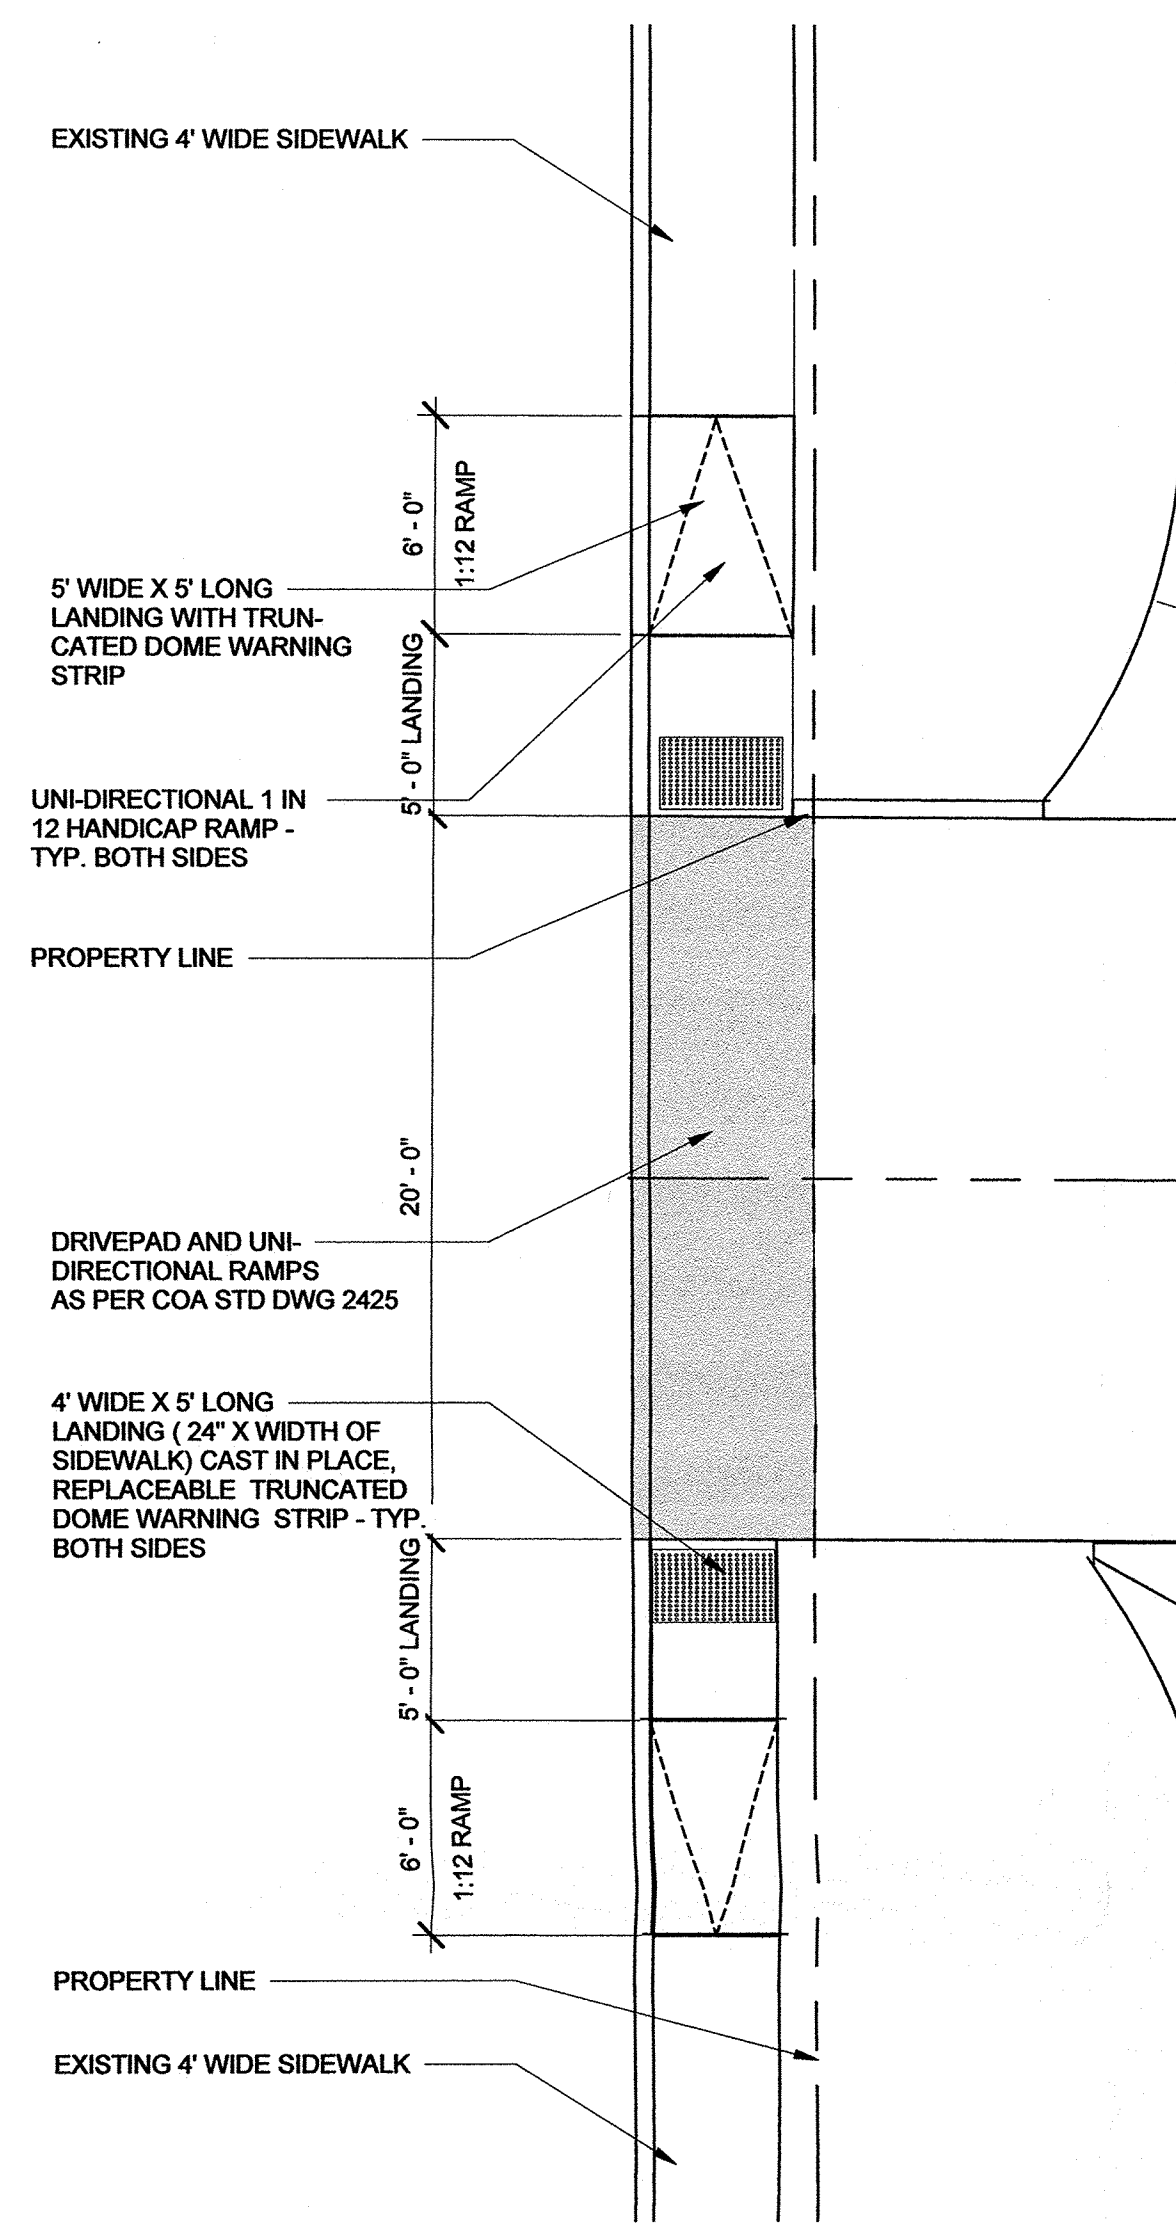 EXISTING 4' WIDE SIDEWALK
6' - 0"
1:12 RAMP
5' WIDE X 5' LONG
LANDING WITH TRUN-
CATED DOME WARNING
STRIP
5' - 0" LANDING
UNI-DIRECTIONAL 1 IN
12 HANDICAP RAMP -
TYP. BOTH SIDES
PROPERTY LINE
20' - 0"
DRIVEPAD AND UNI-
DIRECTIONAL RAMPS
AS PER COA STD DWG 2425
4' WIDE X 5' LONG
LANDING ( 24" X WIDTH OF
SIDEWALK) CAST IN PLACE,
REPLACEABLE TRUNCATED
DOME WARNING STRIP - TYP.
BOTH SIDES
5' - 0" LANDING
6' - 0"
1:12 RAMP
PROPERTY LINE
EXISTING 4' WIDE SIDEWALK